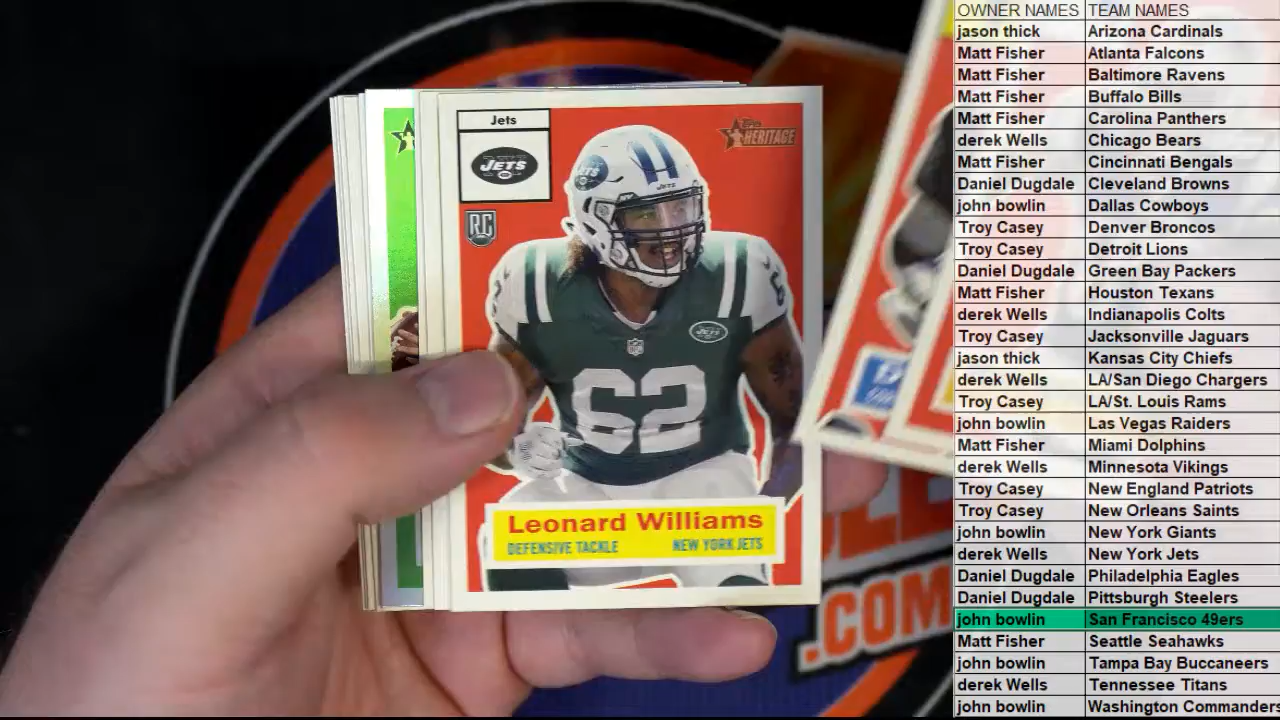 Jets
JETS
Topps HERITAGE
RC
JETS
JETS
62
JETS
NFL
Leonard Williams
DEFENSIVE TACKLE NEW YORK JETS
.COM
OWNER NAMES TEAM NAMES
jason thick Arizona Cardinals
Matt Fisher Atlanta Falcons
Matt Fisher Baltimore Ravens
Matt Fisher Buffalo Bills
Matt Fisher Carolina Panthers
derek Wells Chicago Bears
Matt Fisher Cincinnati Bengals
Daniel Dugdale Cleveland Browns
john bowlin Dallas Cowboys
Troy Casey Denver Broncos
Troy Casey Detroit Lions
Daniel Dugdale Green Bay Packers
Matt Fisher Houston Texans
derek Wells Indianapolis Colts
Troy Casey Jacksonville Jaguars
jason thick Kansas City Chiefs
derek Wells LA/San Diego Chargers
Troy Casey LA/St. Louis Rams
john bowlin Las Vegas Raiders
Matt Fisher Miami Dolphins
derek Wells Minnesota Vikings
Troy Casey New England Patriots
Troy Casey New Orleans Saints
john bowlin New York Giants
derek Wells New York Jets
Daniel Dugdale Philadelphia Eagles
Daniel Dugdale Pittsburgh Steelers
john bowlin San Francisco 49ers
Matt Fisher Seattle Seahawks
john bowlin Tampa Bay Buccaneers
derek Wells Tennessee Titans
john bowlin Washington Commanders